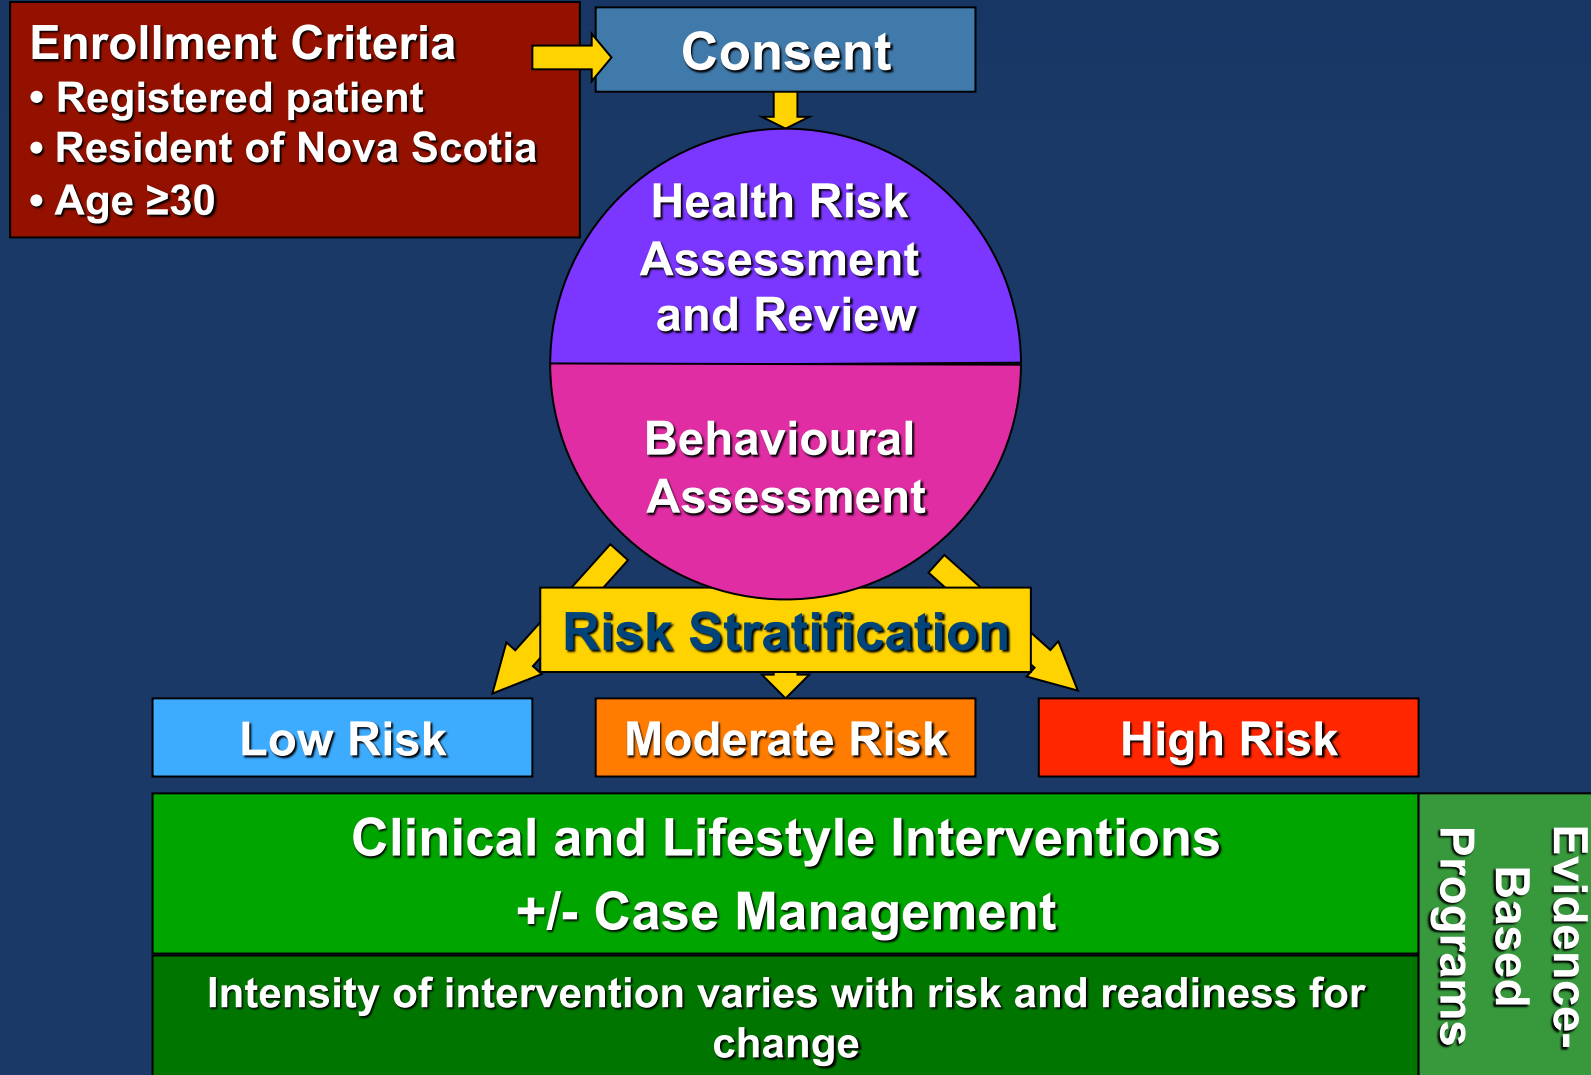 Enrollment Criteria
• Registered patient
• Resident of Nova Scotia
• Age ≥30
Consent
Health Risk
Assessment
and Review
Behavioural
Assessment
Risk Stratification
Low Risk
Moderate Risk
High Risk
Clinical and Lifestyle Interventions
+/- Case Management
Intensity of intervention varies with risk and readiness for
change
Evidence-
Based
Programs